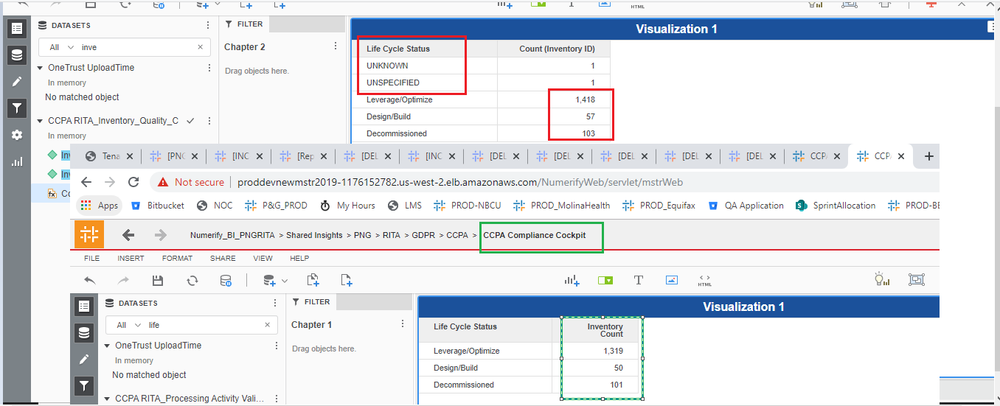 HTML
DATASETS
FILTER
Visualization 1
All inve ×
Chapter 2
Life Cycle Status Count (Inventory ID)
Drag objects here.
UNKNOWN 1
OneTrust UploadTime
In memory
UNSPECIFIED 1
No matched object
Leverage/Optimize 1,418
Design/Build 57
CCPA RITA_Inventory_Quality_C
In memory
Decommissioned 103
Inv
Inv
Co
Tena × [PNC × [INC × [Rep × [DEL × [INC × [DEL × [DEL × [DEL × [DEL × [DEL × CCP × CCP × +
Not secure | proddevnewmstr2019-1176152782.us-west-2.elb.amazonaws.com/NumerifyWeb/servlet/mstrWeb
Apps Bitbucket NOC P&G_PROD My Hours LMS PROD-NBCU PROD_MolinaHealth PROD_Equifax QA Application SprintAllocation PROD-BE
Numerify_BI_PNGRITA > Shared Insights > PNG > RITA > GDPR > CCPA > CCPA Compliance Cockpit
FILE INSERT FORMAT SHARE VIEW HELP
HTML
DATASETS
FILTER
Visualization 1
All life ×
Chapter 1
Life Cycle Status Inventory
Count
OneTrust UploadTime
Drag objects here.
Leverage/Optimize 1,319
In memory
Design/Build 50
No matched object
Decommissioned 101
CCPA RITA_Processing Activity Vali...